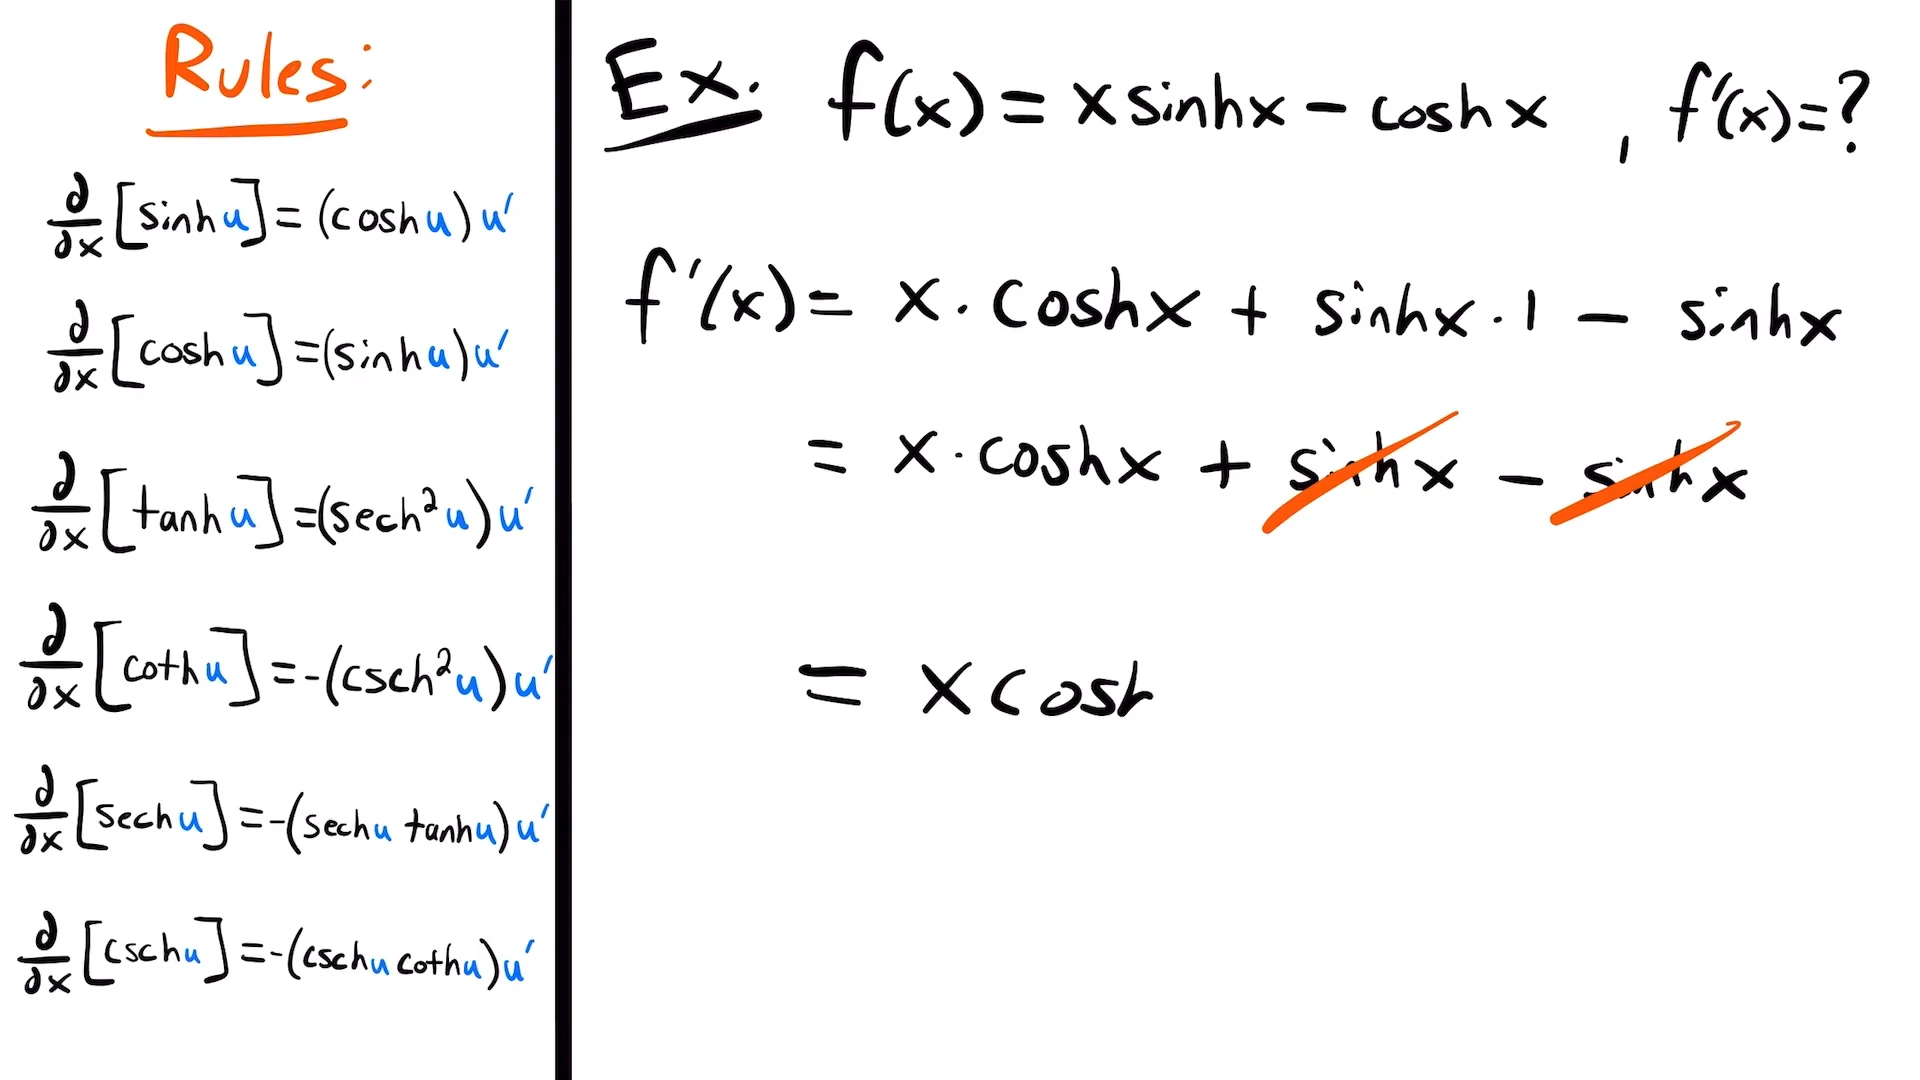 Rules:
∂/∂x [sinh u] = (cosh u) u'
∂/∂x [cosh u] = (sinh u) u'
∂/∂x [tanh u] = (sech² u) u'
∂/∂x [coth u] = -(csch² u) u'
∂/∂x [sech u] = -(sech u tanh u) u'
∂/∂x [csch u] = -(csch u coth u) u'
Ex. f(x) = x sinh x - cosh x , f'(x) = ?
f'(x) = x · cosh x + sinh x · 1 - sinh x
= x · cosh x + sinh x - sinh x
= x cosh